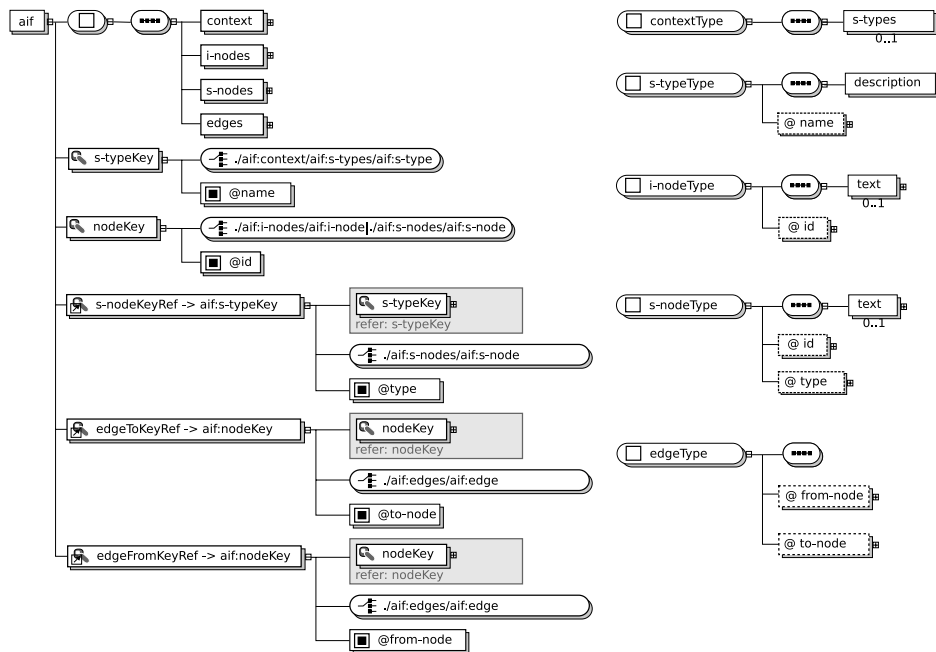 aif
context
i-nodes
s-nodes
edges
s-typeKey
./aif:context/aif:s-types/aif:s-type
@name
nodeKey
./aif:i-nodes/aif:i-node|./aif:s-nodes/aif:s-node
@id
s-nodeKeyRef -> aif:s-typeKey
s-typeKey
refer: s-typeKey
./aif:s-nodes/aif:s-node
@type
edgeToKeyRef -> aif:nodeKey
nodeKey
refer: nodeKey
./aif:edges/aif:edge
@to-node
edgeFromKeyRef -> aif:nodeKey
nodeKey
refer: nodeKey
./aif:edges/aif:edge
@from-node
contextType
s-types
0..1
s-typeType
description
@ name
i-nodeType
text
0..1
@ id
s-nodeType
text
0..1
@ id
@ type
edgeType
@ from-node
@ to-node